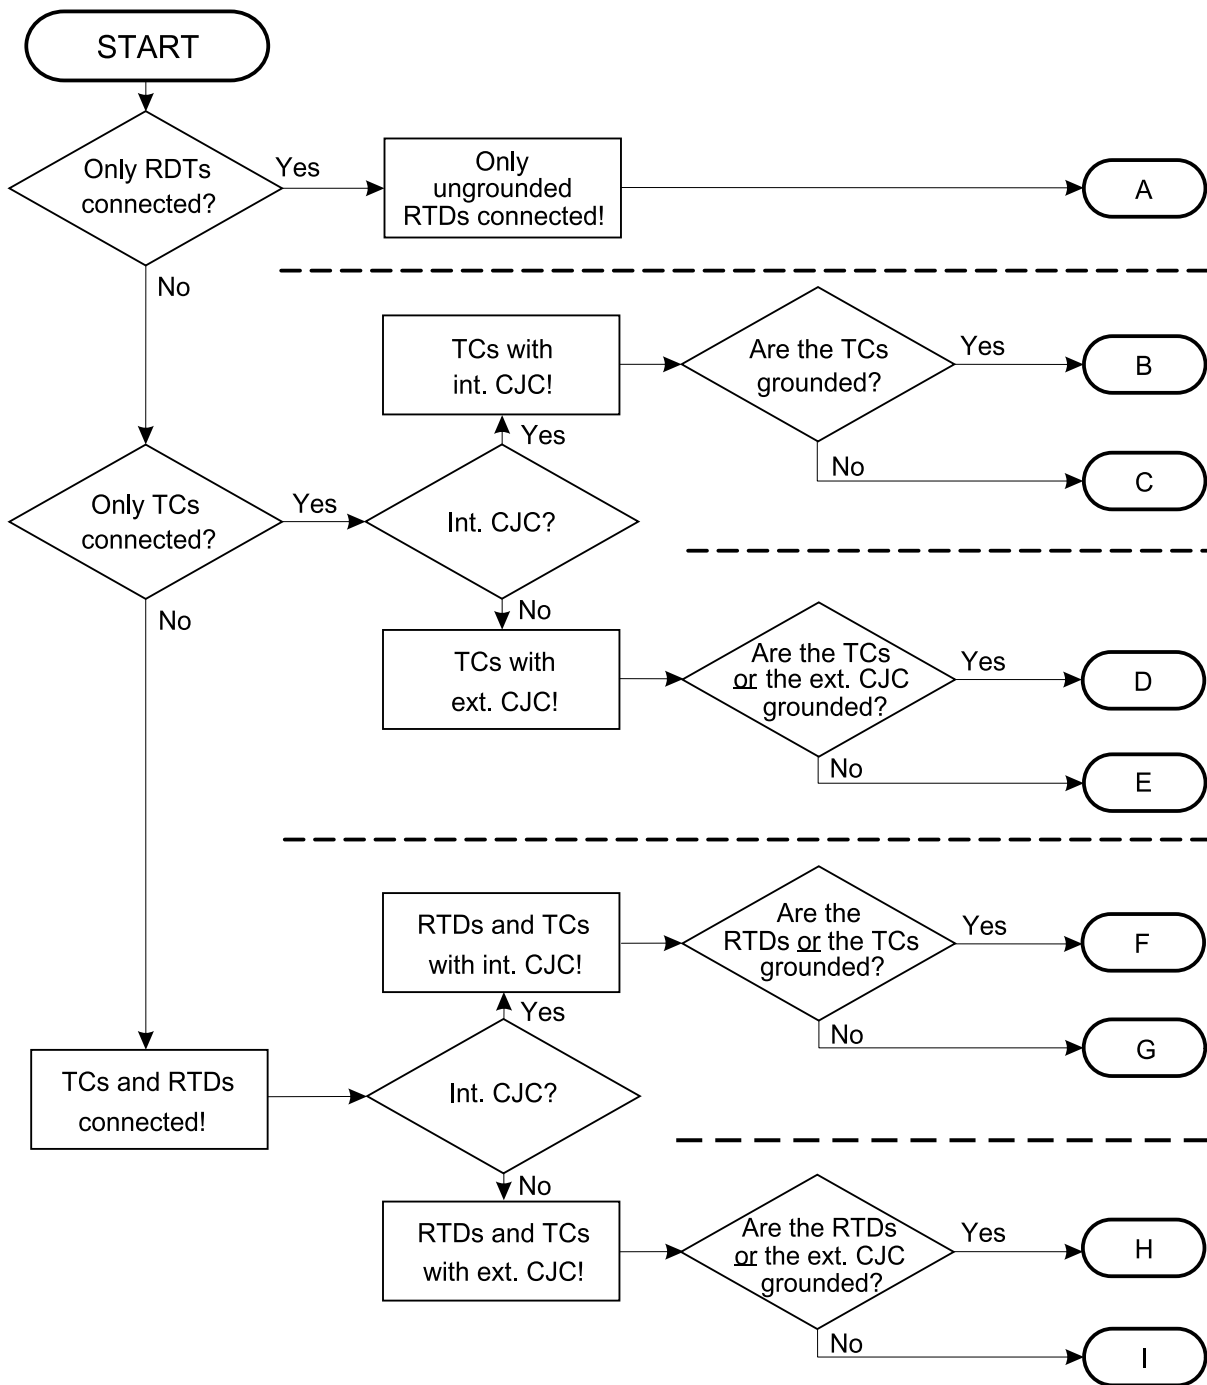 START
Only RDTs
connected?
Yes
Only
ungrounded
RTDs connected!
A
No
TCs with
int. CJC!
Are the TCs
grounded?
Yes
B
Yes
No
C
Only TCs
connected?
Yes
Int. CJC?
No
No
TCs with
ext. CJC!
Are the TCs
or the ext. CJC
grounded?
Yes
D
No
E
RTDs and TCs
with int. CJC!
Are the
RTDs or the TCs
grounded?
Yes
F
Yes
No
G
TCs and RTDs
connected!
Int. CJC?
No
RTDs and TCs
with ext. CJC!
Are the RTDs
or the ext. CJC
grounded?
Yes
H
No
I